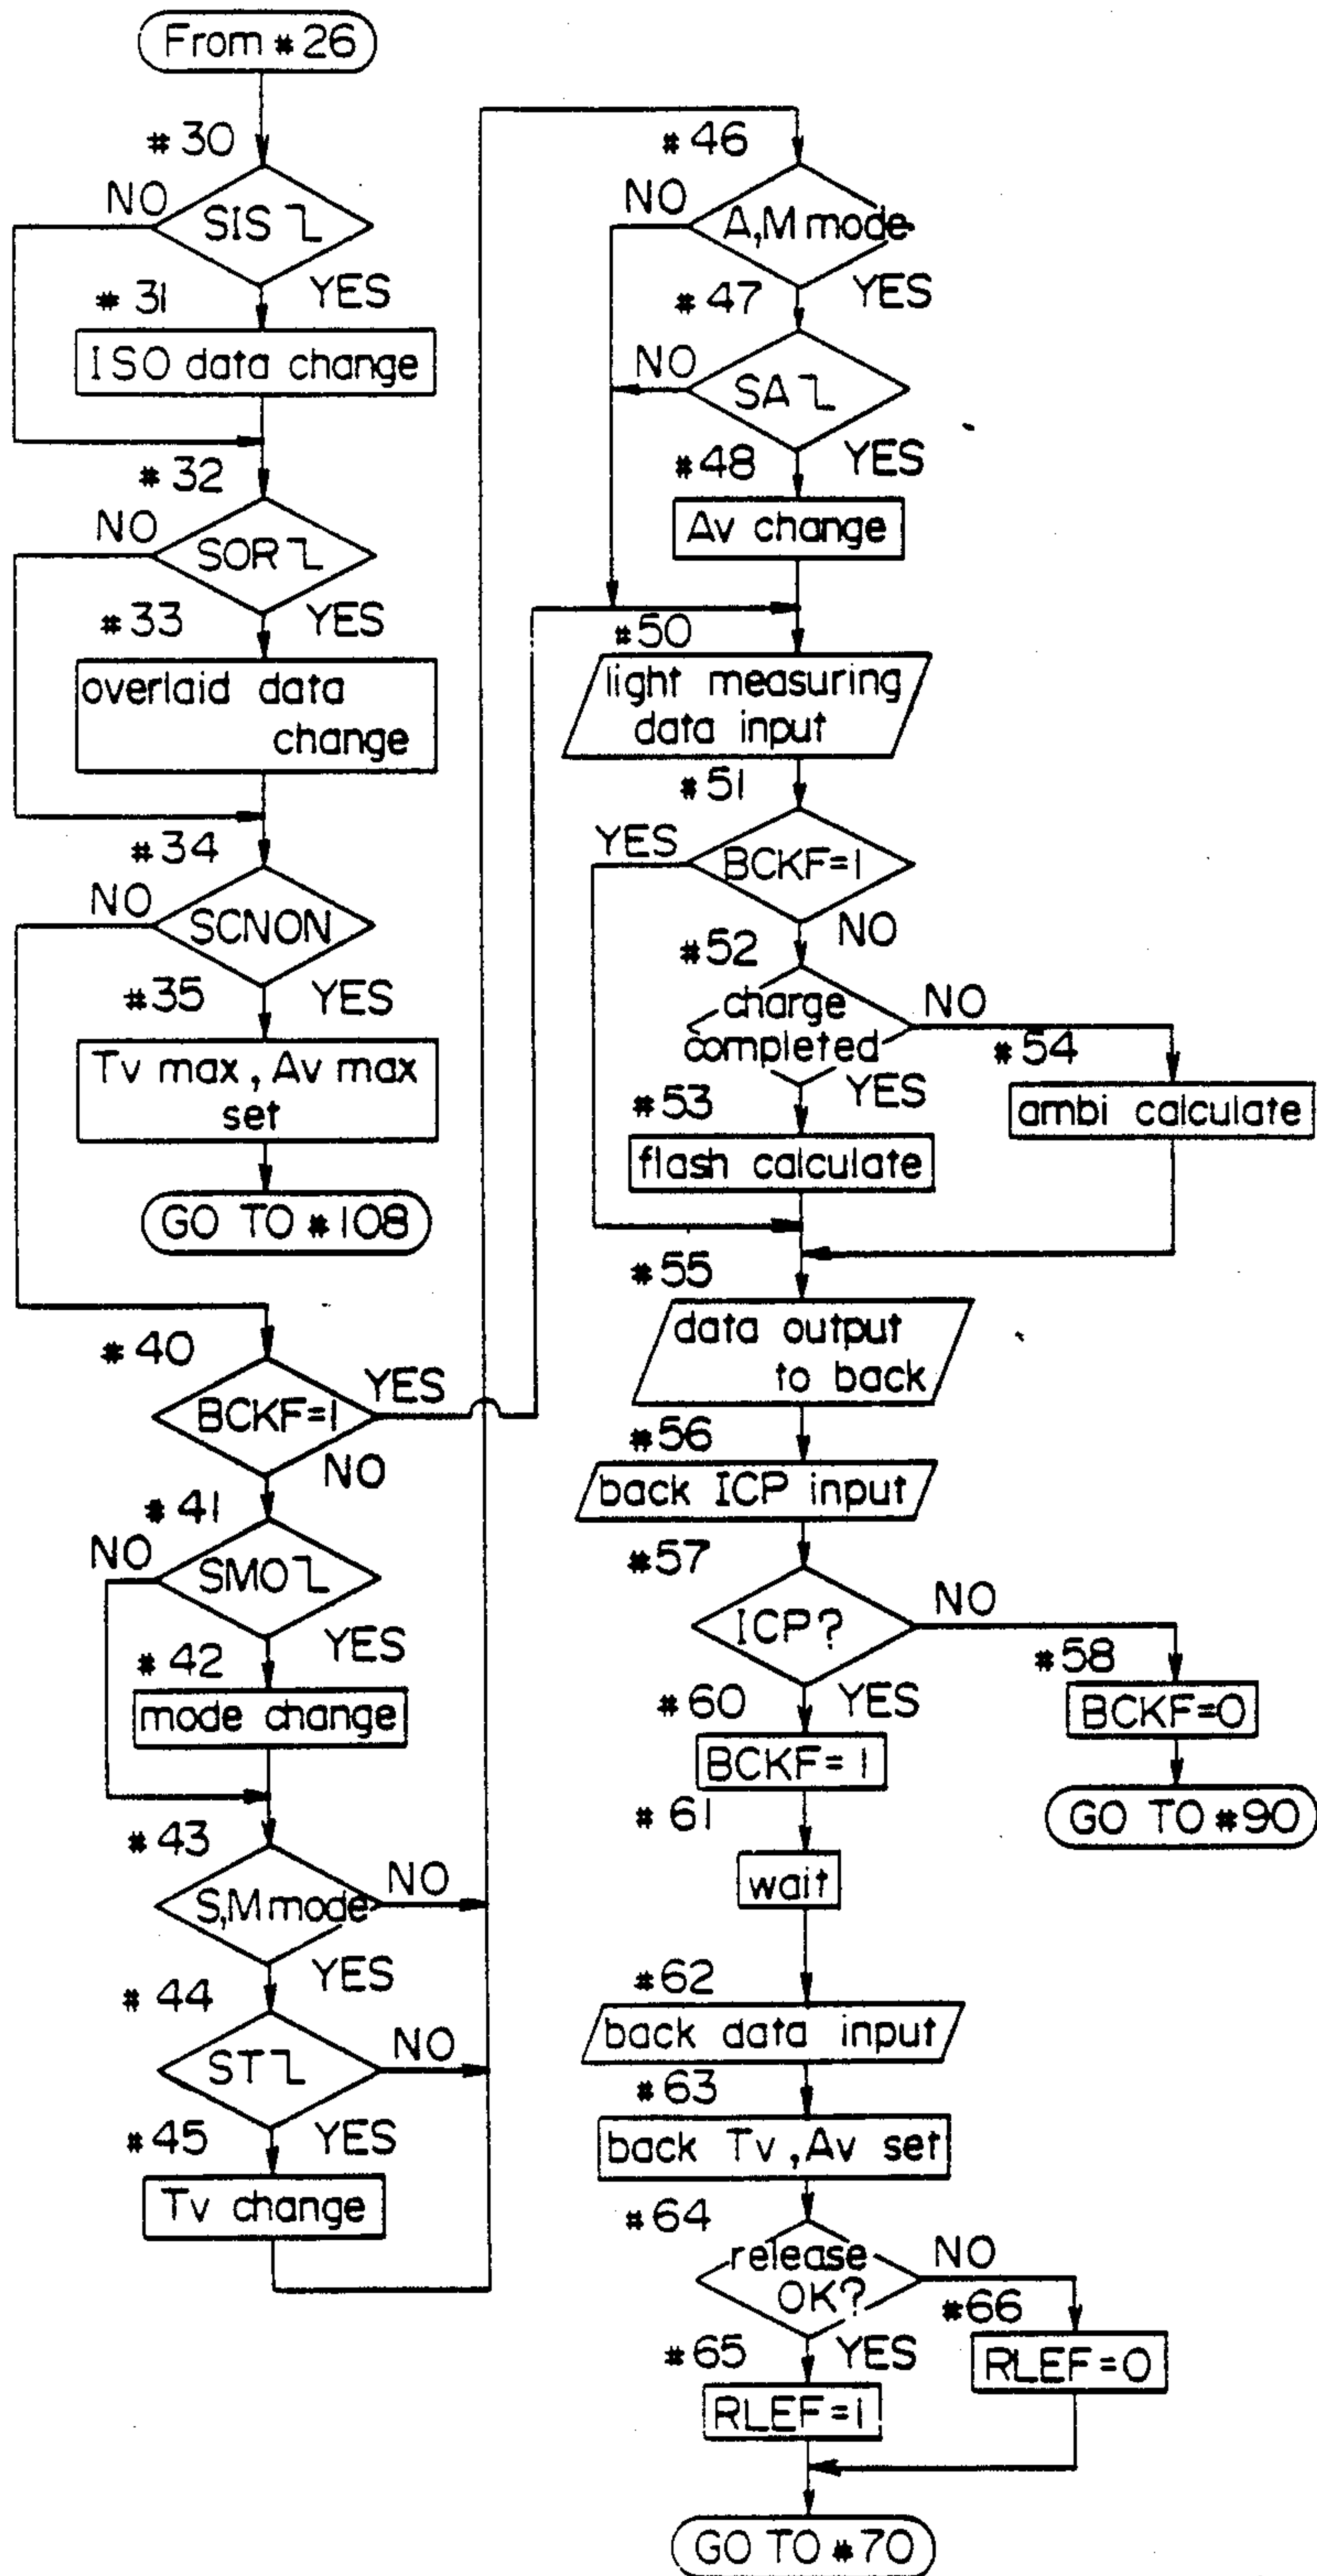 From #26
#30
NO
SIS
YES
#31
ISO data change
#32
NO
SOR
YES
#33
overlaid data
change
#34
NO
SCNON
YES
#35
Tv max, Av max
set
GO TO #108
#40
BCKF=1
YES
NO
#41
NO
SMO
YES
#42
mode change
#43
S,M mode
NO
YES
#44
ST
NO
YES
#45
Tv change
#46
NO
A,M mode
YES
#47
NO
SA
YES
#48
Av change
#50
light measuring
data input
#51
YES
BCKF=1
NO
#52
charge
completed
NO
YES
#54
ambi calculate
#53
flash calculate
#55
data output
to back
#56
back ICP input
#57
ICP?
NO
YES
#58
BCKF=0
GO TO #90
#60
BCKF=1
#61
wait
#62
back data input
#63
back Tv, Av set
#64
release
OK?
NO
YES
#66
RLEF=0
#65
RLEF=1
GO TO #70